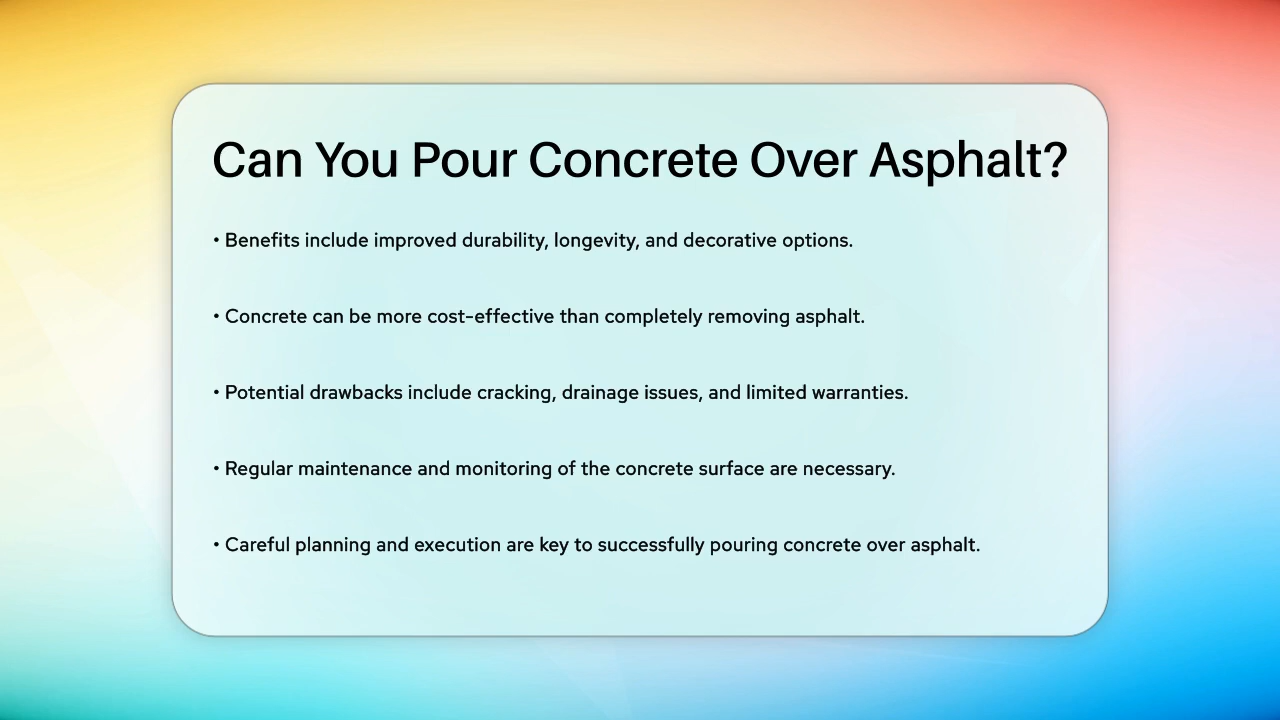 Can You Pour Concrete Over Asphalt?
• Benefits include improved durability, longevity, and decorative options.
• Concrete can be more cost-effective than completely removing asphalt.
• Potential drawbacks include cracking, drainage issues, and limited warranties.
• Regular maintenance and monitoring of the concrete surface are necessary.
• Careful planning and execution are key to successfully pouring concrete over asphalt.